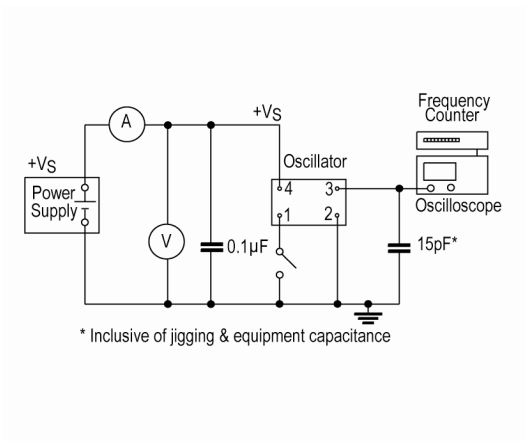 Frequency
Counter
+VS
A
+VS
Oscillator
Power
Supply
4
3
1
2
Oscilloscope
V
0.1µF
15pF*
* Inclusive of jigging & equipment capacitance